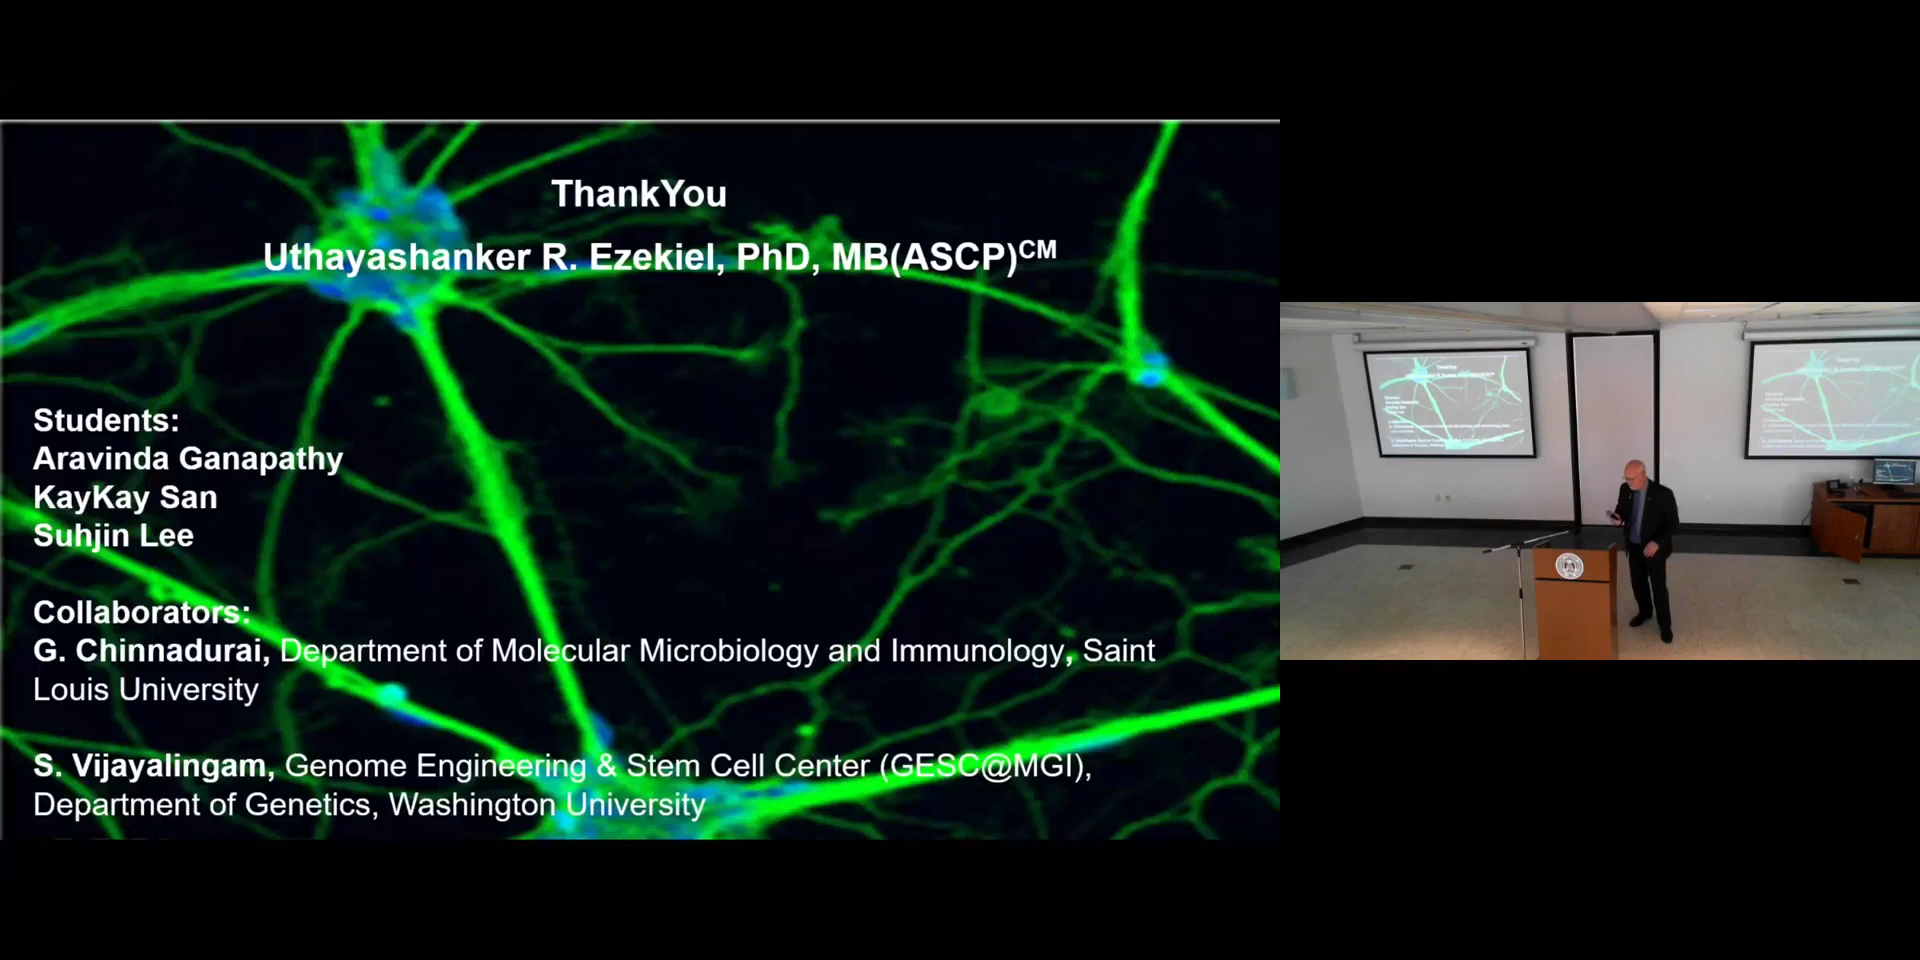 ThankYou
Uthayashanker R. Ezekiel, PhD, MB(ASCP)CM
Students:
Aravinda Ganapathy
KayKay San
Suhjin Lee
Collaborators:
G. Chinnadurai, Department of Molecular Microbiology and Immunology, Saint
Louis University
S. Vijayalingam, Genome Engineering & Stem Cell Center (GESC@MGI),
Department of Genetics, Washington University